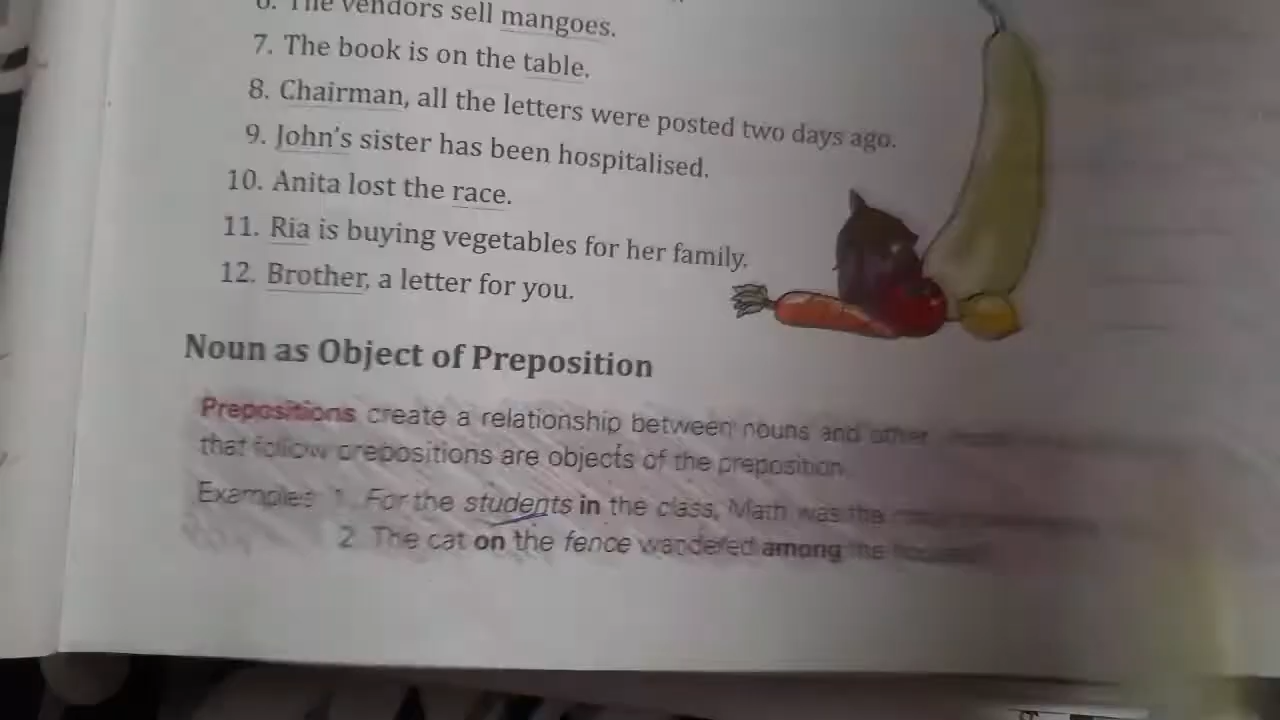 6. The vendors sell mangoes.
7. The book is on the table.
8. Chairman, all the letters were posted two days ago.
9. John's sister has been hospitalised.
10. Anita lost the race.
11. Ria is buying vegetables for her family.
12. Brother, a letter for you.
Noun as Object of Preposition
Prepositions create a relationship between nouns and other
that follow prepositions are objects of the preposition.
Examples: 1. For the students in the class, Math was the
2. The cat on the fence wandered among the